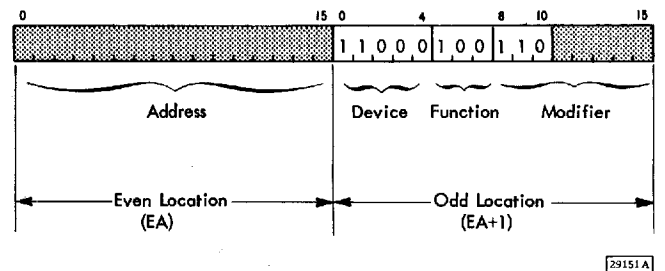 0 15 0 4 8 10 15
1 1 0 0 0 1 0 0 1 1 0
Address Device Function Modifier
Even Location Odd Location
(EA) (EA+1)
29151A